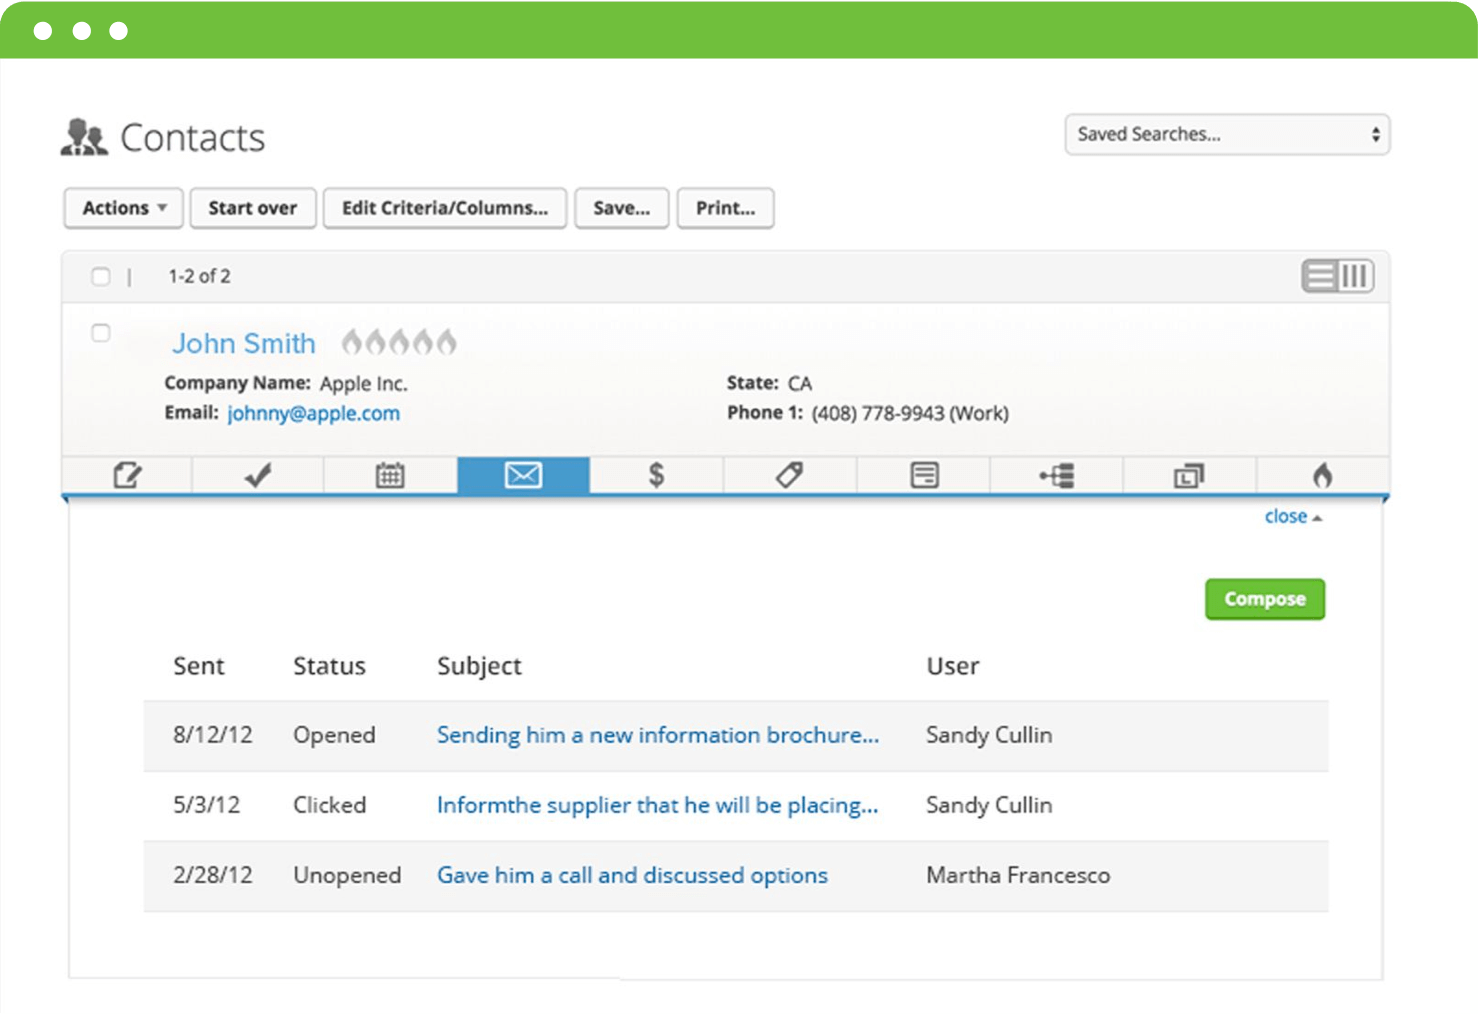 Contacts
Saved Searches...
Actions Start over Edit Criteria/Columns... Save... Print...
| 1-2 of 2
John Smith
Company Name: Apple Inc. State: CA
Email: johnny@apple.com Phone 1: (408) 778-9943 (Work)
$
L
close
Compose
Sent Status Subject User
8/12/12 Opened Sending him a new information brochure... Sandy Cullin
5/3/12 Clicked Informthe supplier that he will be placing... Sandy Cullin
2/28/12 Unopened Gave him a call and discussed options Martha Francesco